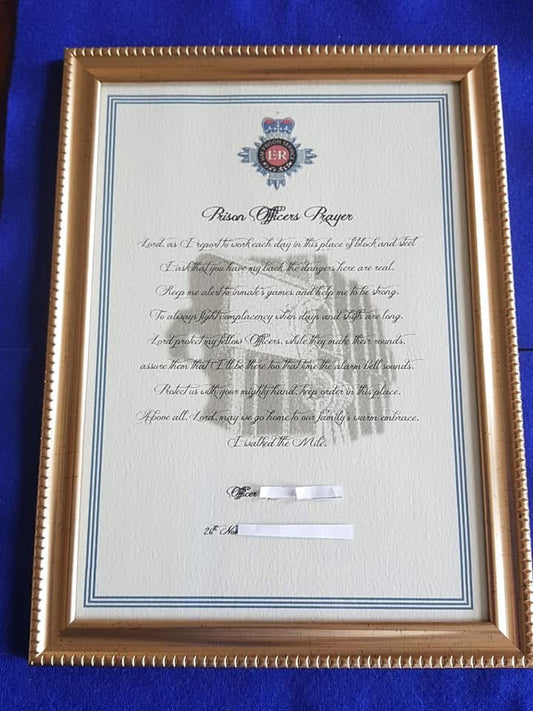 HM PRISON SERVICE
E R
Prison Officers Prayer
Lord, as I report to work each day in this place of block and steel
I ask that you have my back, the dangers here are real.
Keep me alert to inmate's games and help me to be strong.
To always fight complacency when days and shifts are long.
Lord protect my fellow Officers, while they make their rounds,
assure them that I'll be there too that time the alarm bell sounds.
Protect us with your mighty hand, keep order in this place.
Above all, Lord, may we go home to our family's warm embrace.
I walked the Mile.
Officer
26th Nov